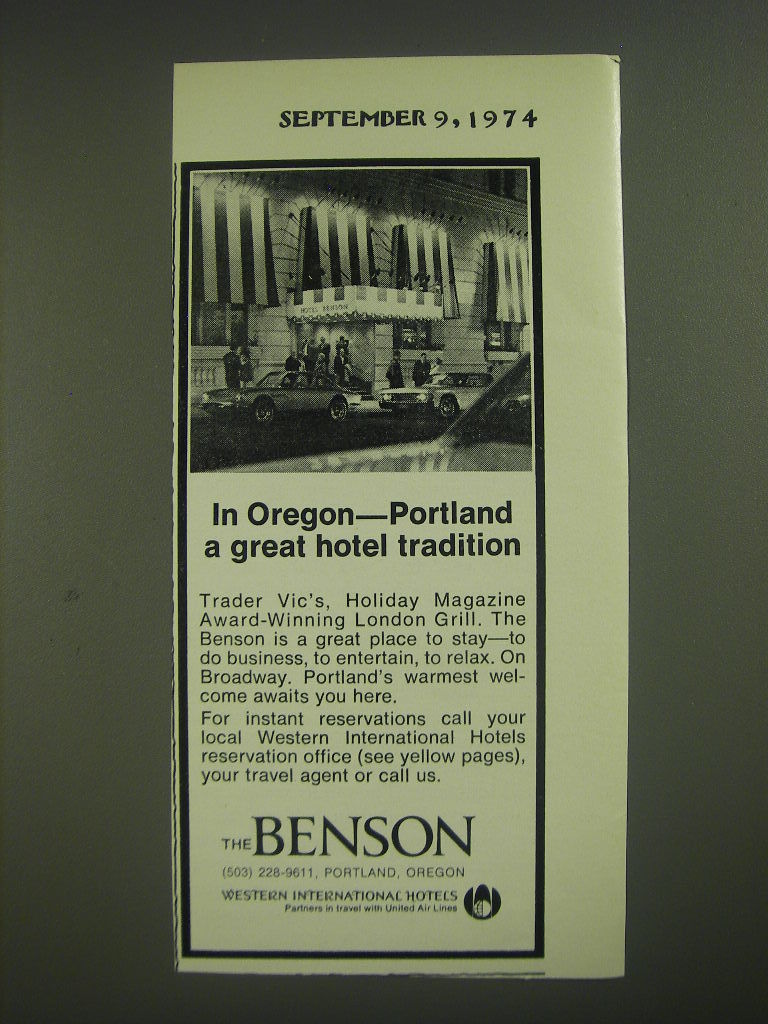 SEPTEMBER 9, 1974
HOTEL BENSON
In Oregon—Portland
a great hotel tradition
Trader Vic's, Holiday Magazine
Award-Winning London Grill. The
Benson is a great place to stay—to
do business, to entertain, to relax. On
Broadway. Portland's warmest wel-
come awaits you here.
For instant reservations call your
local Western International Hotels
reservation office (see yellow pages),
your travel agent or call us.
THE BENSON
(503) 228-9611, PORTLAND, OREGON
WESTERN INTERNATIONAL HOTELS
Partners in travel with United Air Lines